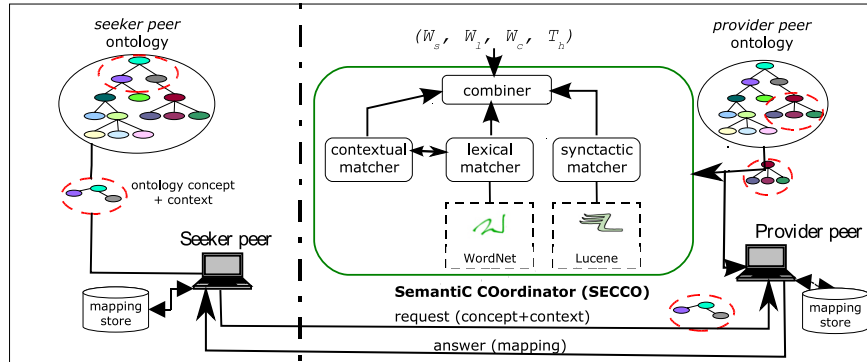 seeker peer
ontology
ontology concept
+ context
Seeker peer
mapping
store
(W_s, W_l, W_c, T_h)
combiner
contextual
matcher
lexical
matcher
synctactic
matcher
WordNet
Lucene
SemantiC COordinator (SECCO)
provider peer
ontology
Provider peer
mapping
store
request (concept+context)
answer (mapping)